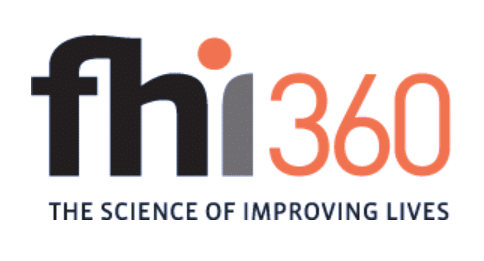 fhi360
THE SCIENCE OF IMPROVING LIVES